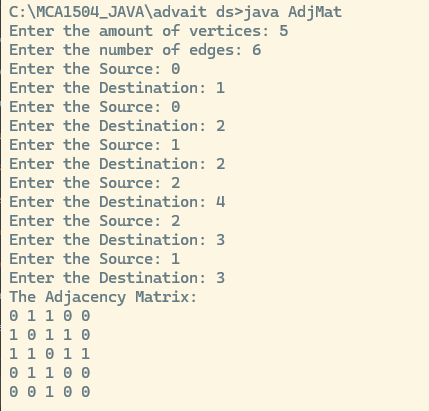 C:\MCA1504_JAVA\advait ds>java AdjMat
Enter the amount of vertices: 5
Enter the number of edges: 6
Enter the Source: 0
Enter the Destination: 1
Enter the Source: 0
Enter the Destination: 2
Enter the Source: 1
Enter the Destination: 2
Enter the Source: 2
Enter the Destination: 4
Enter the Source: 2
Enter the Destination: 3
Enter the Source: 1
Enter the Destination: 3
The Adjacency Matrix:
0 1 1 0 0
1 0 1 1 0
1 1 0 1 1
0 1 1 0 0
0 0 1 0 0